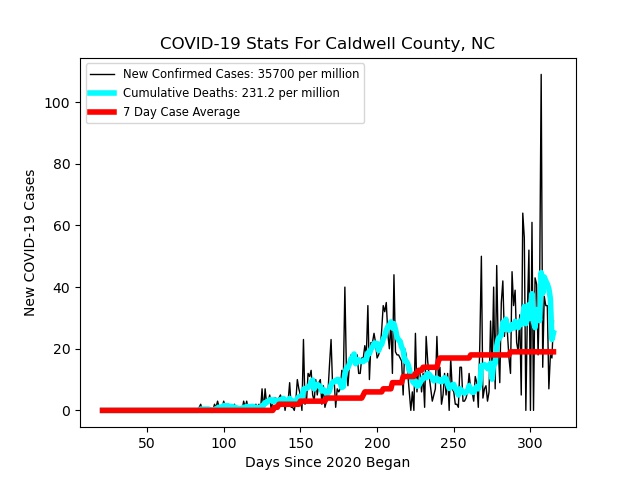 COVID-19 Stats For Caldwell County, NC
New Confirmed Cases: 35700 per million
Cumulative Deaths: 231.2 per million
7 Day Case Average
100
80
60
40
20
0
New COVID-19 Cases
50 100 150 200 250 300
Days Since 2020 Began